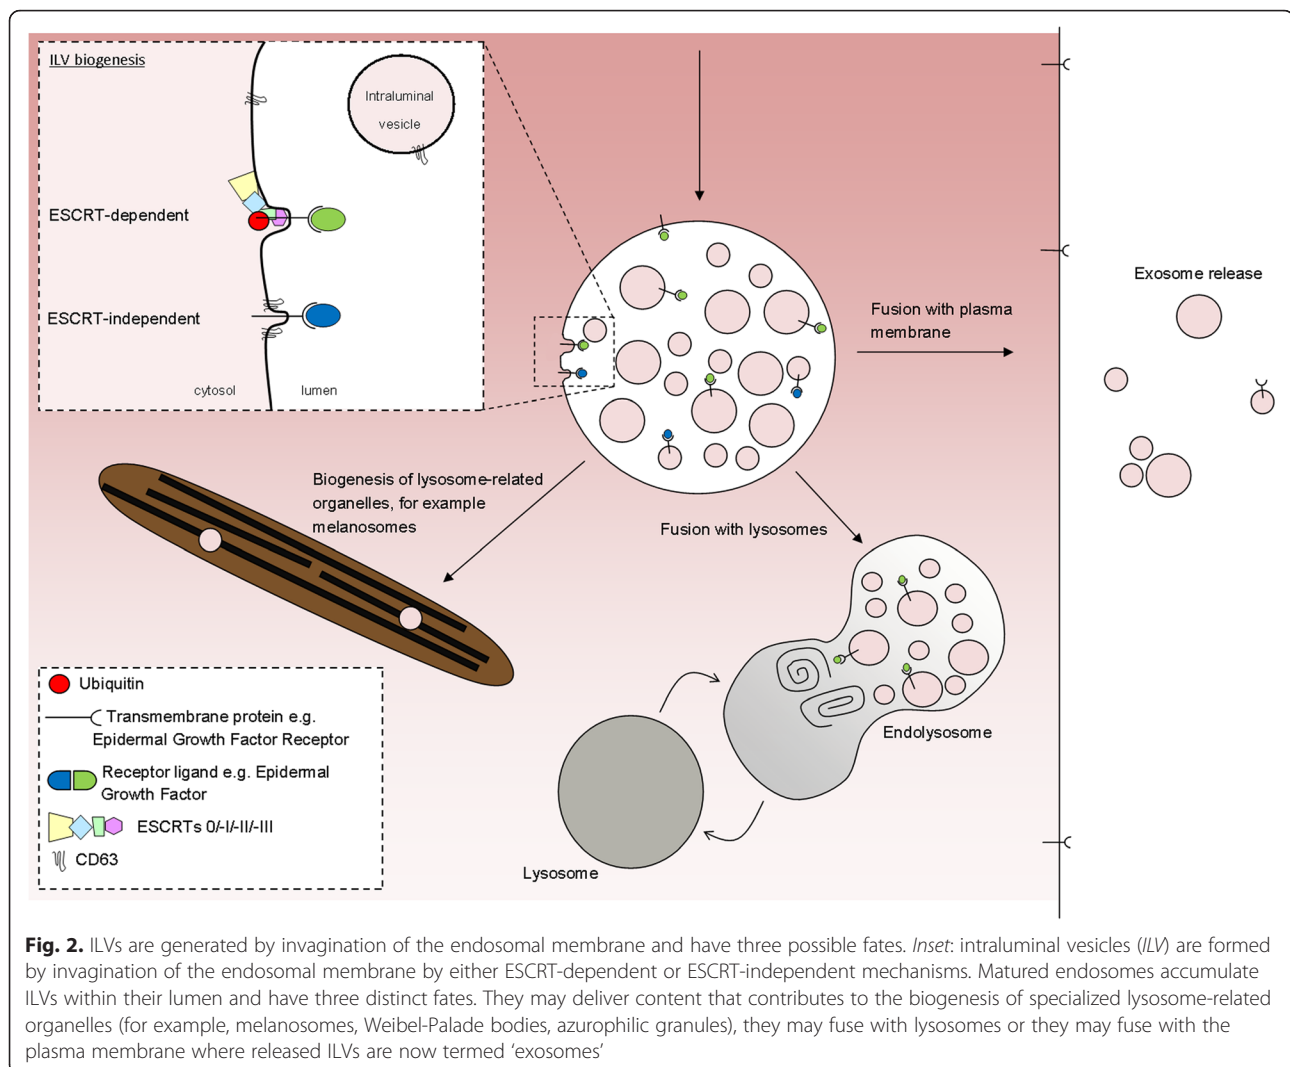 ILV biogenesis
Intraluminal
vesicle
ESCRT-dependent
ESCRT-independent
cytosol
lumen
Fusion with plasma
membrane
Exosome release
Biogenesis of lysosome-related
organelles, for example
melanosomes
Fusion with lysosomes
Endolysosome
Lysosome
Ubiquitin
Transmembrane protein e.g.
Epidermal Growth Factor Receptor
Receptor ligand e.g. Epidermal
Growth Factor
ESCRTs 0/-I/-II/-III
CD63
Fig. 2. ILVs are generated by invagination of the endosomal membrane and have three possible fates. Inset: intraluminal vesicles (ILV) are formed
by invagination of the endosomal membrane by either ESCRT-dependent or ESCRT-independent mechanisms. Matured endosomes accumulate
ILVs within their lumen and have three distinct fates. They may deliver content that contributes to the biogenesis of specialized lysosome-related
organelles (for example, melanosomes, Weibel-Palade bodies, azurophilic granules), they may fuse with lysosomes or they may fuse with the
plasma membrane where released ILVs are now termed ‘exosomes’